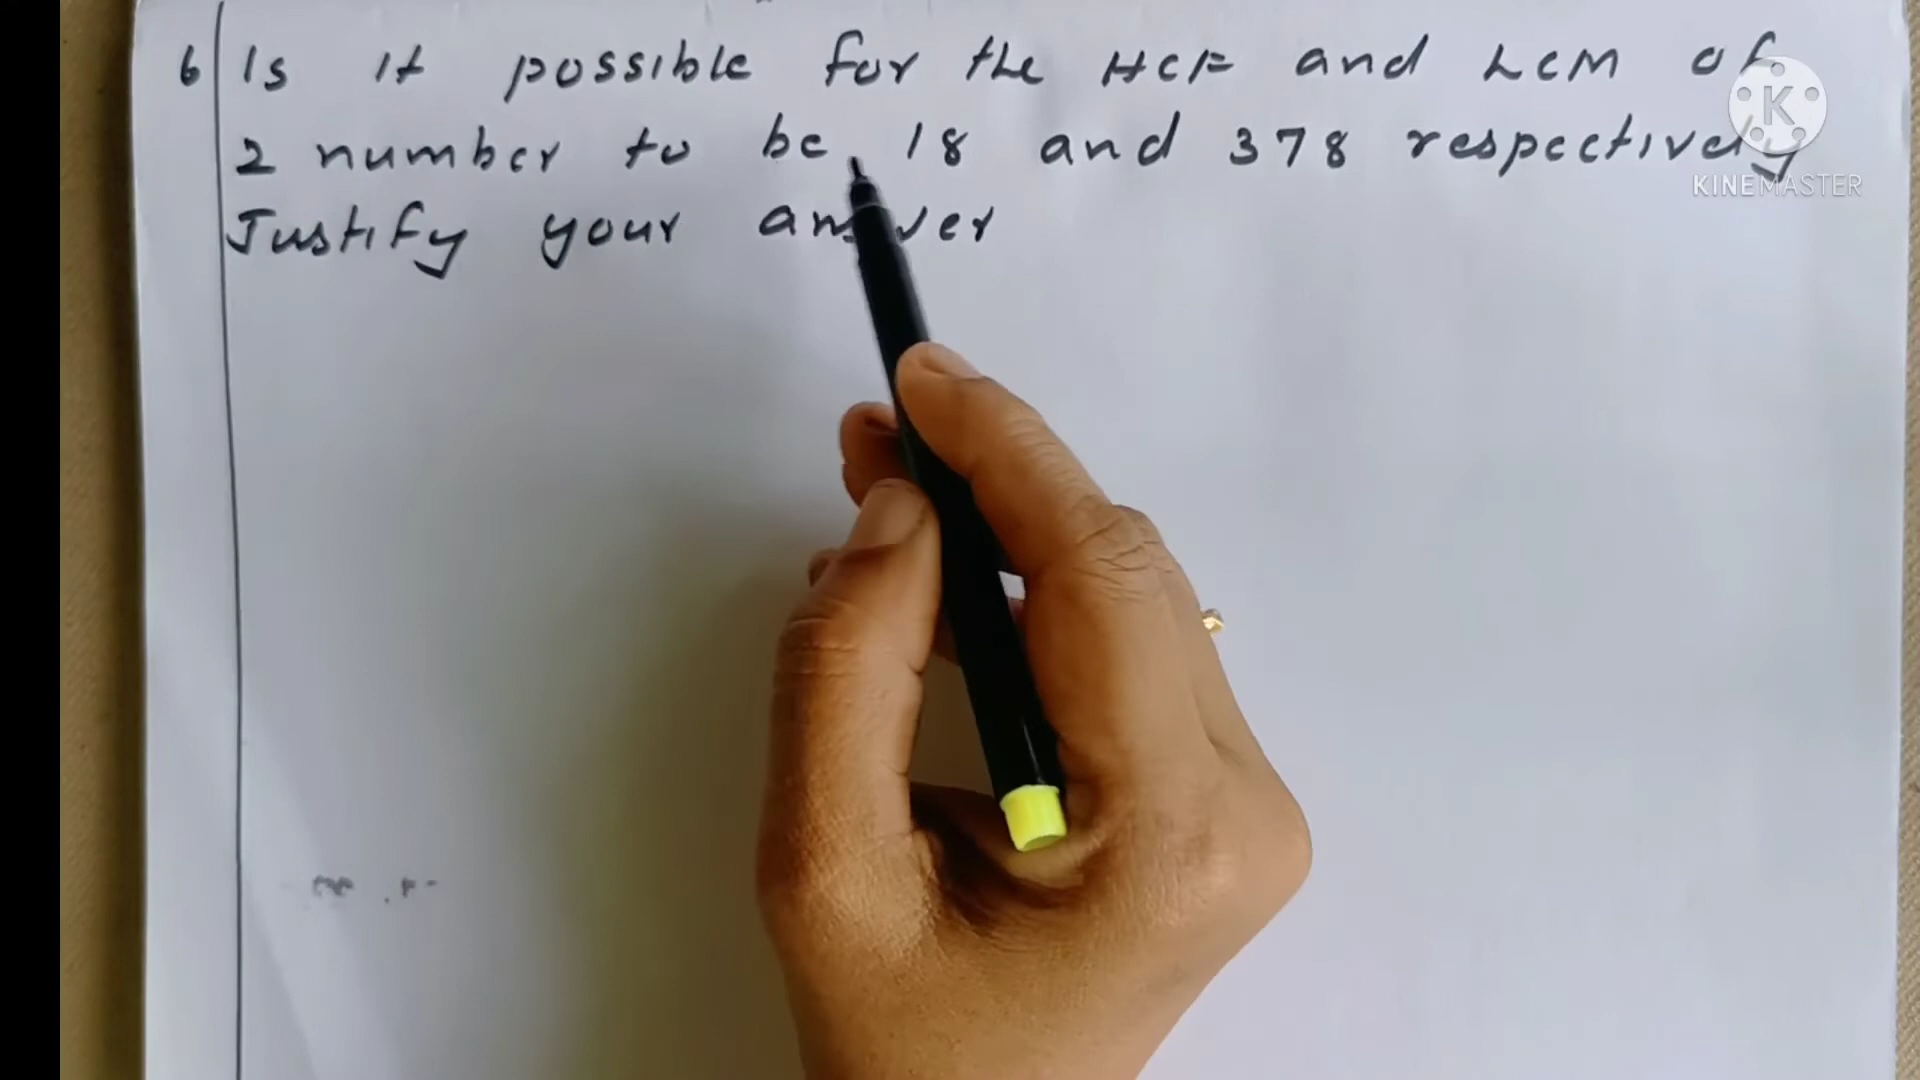 6 Is it possible for the HCF and LCM of
2 number to be 18 and 378 respectively
Justify your answer
K
KINEMASTER